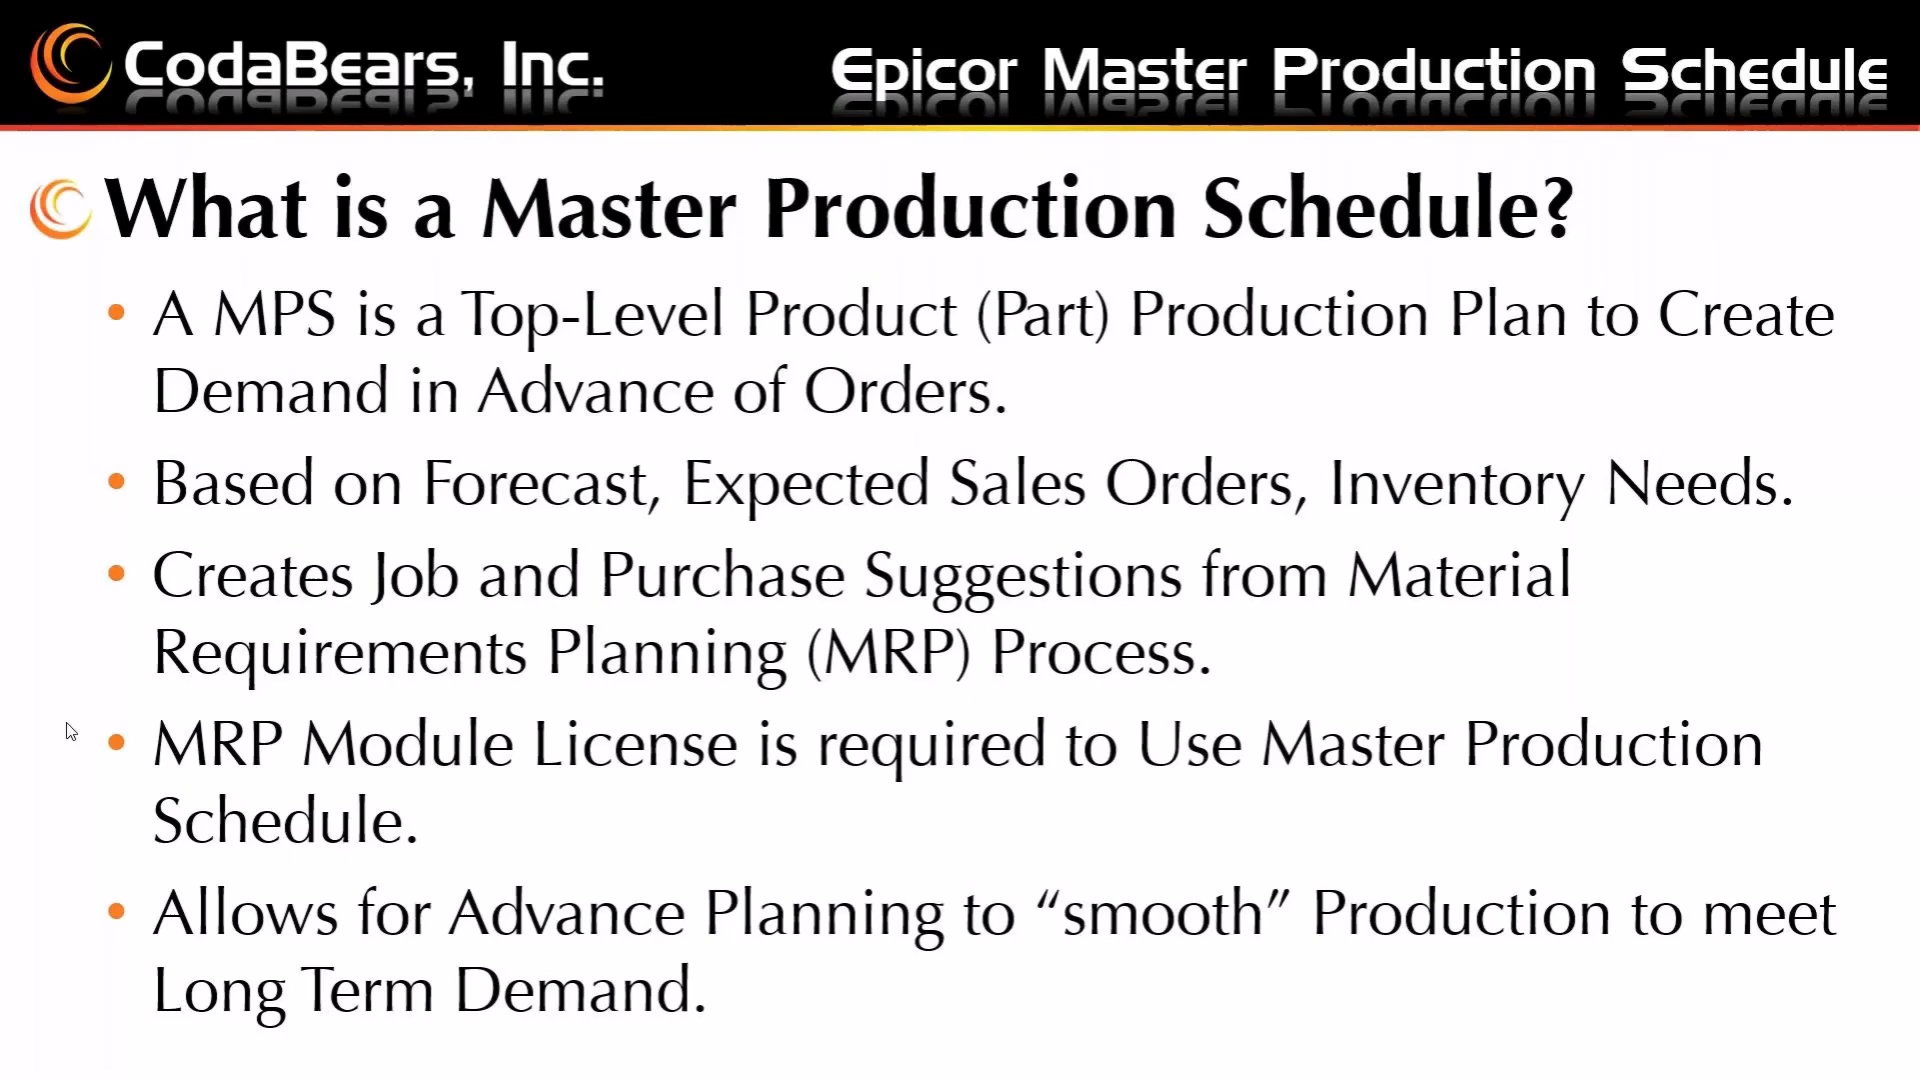 CodaBears, Inc.
Epicor Master Production Schedule
What is a Master Production Schedule?
• A MPS is a Top-Level Product (Part) Production Plan to Create
Demand in Advance of Orders.
• Based on Forecast, Expected Sales Orders, Inventory Needs.
• Creates Job and Purchase Suggestions from Material
Requirements Planning (MRP) Process.
• MRP Module License is required to Use Master Production
Schedule.
• Allows for Advance Planning to “smooth” Production to meet
Long Term Demand.